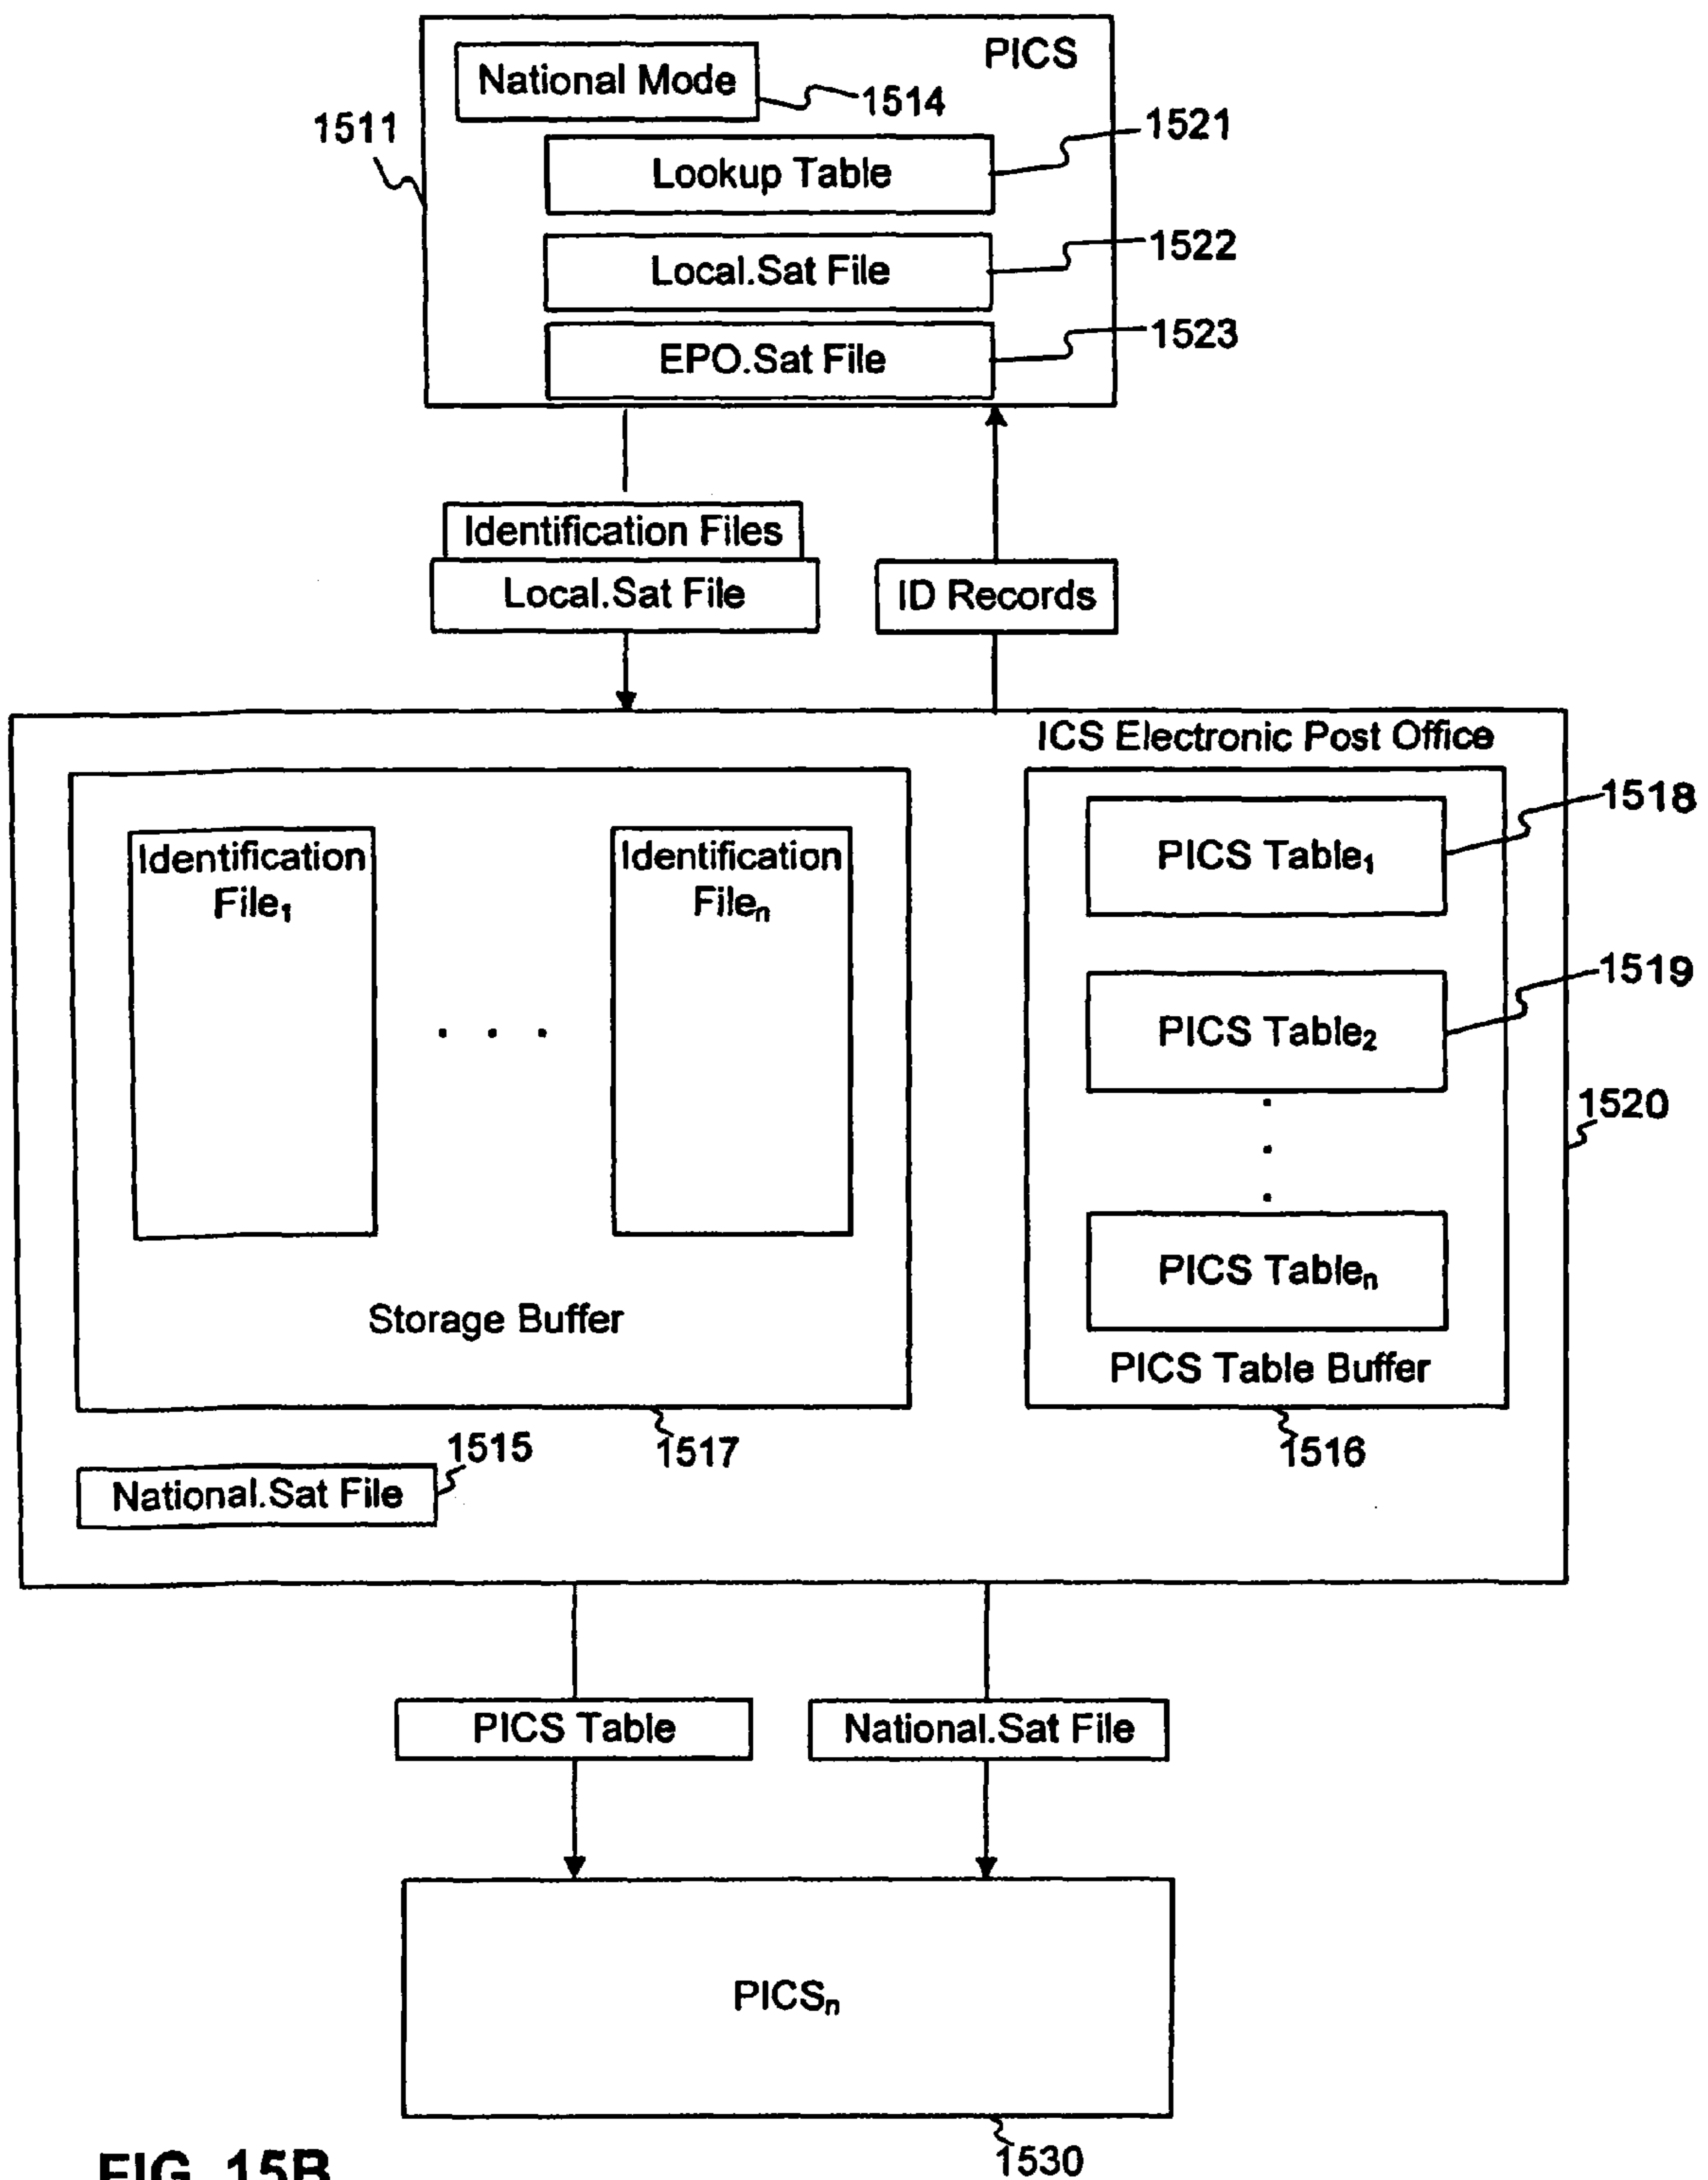 PICS
National Mode
1514
1511
1521
Lookup Table
1522
Local.Sat File
1523
EPO.Sat File
Identification Files
Local.Sat File
ID Records
ICS Electronic Post Office
1518
Identification
File₁
Identification
Fileₙ
PICS Table₁
1519
. . .
PICS Table₂
1520
.
.
.
PICS Tableₙ
Storage Buffer
PICS Table Buffer
1515
1517
1516
National.Sat File
PICS Table
National.Sat File
PICSₙ
1530
FIG. 15B